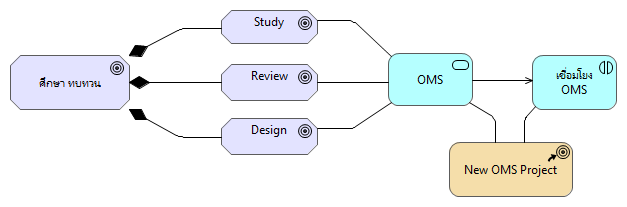 Study
ศึกษา ทบทวน
Review
Design
OMS
เชื่อมโยง
OMS
New OMS Project